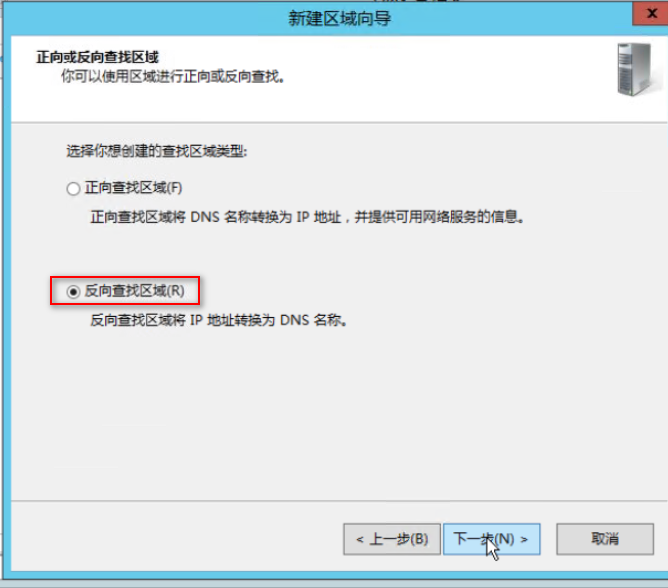 新建区域向导
x
正向或反向查找区域
你可以使用区域进行正向或反向查找。
选择你想创建的查找区域类型:
正向查找区域(F)
正向查找区域将 DNS 名称转换为 IP 地址，并提供可用网络服务的信息。
反向查找区域(R)
反向查找区域将 IP 地址转换为 DNS 名称。
< 上一步(B) 下一步(N) > 取消